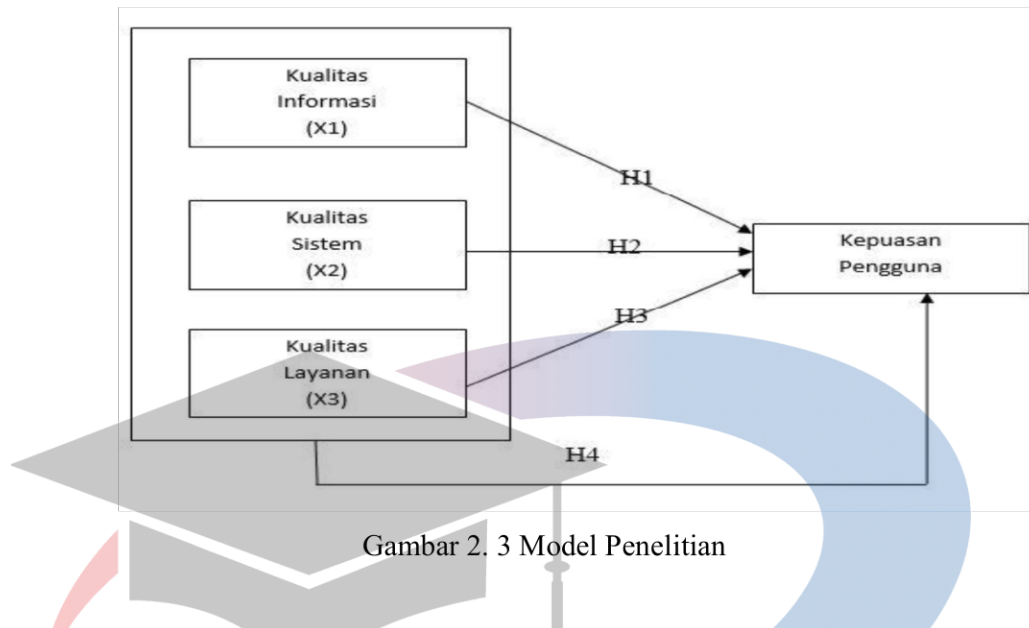 Kualitas
Informasi
(X1)
H1
Kualitas
Sistem
(X2)
H2
Kepuasan
Pengguna
H3
Kualitas
Layanan
(X3)
H4
Gambar 2. 3 Model Penelitian